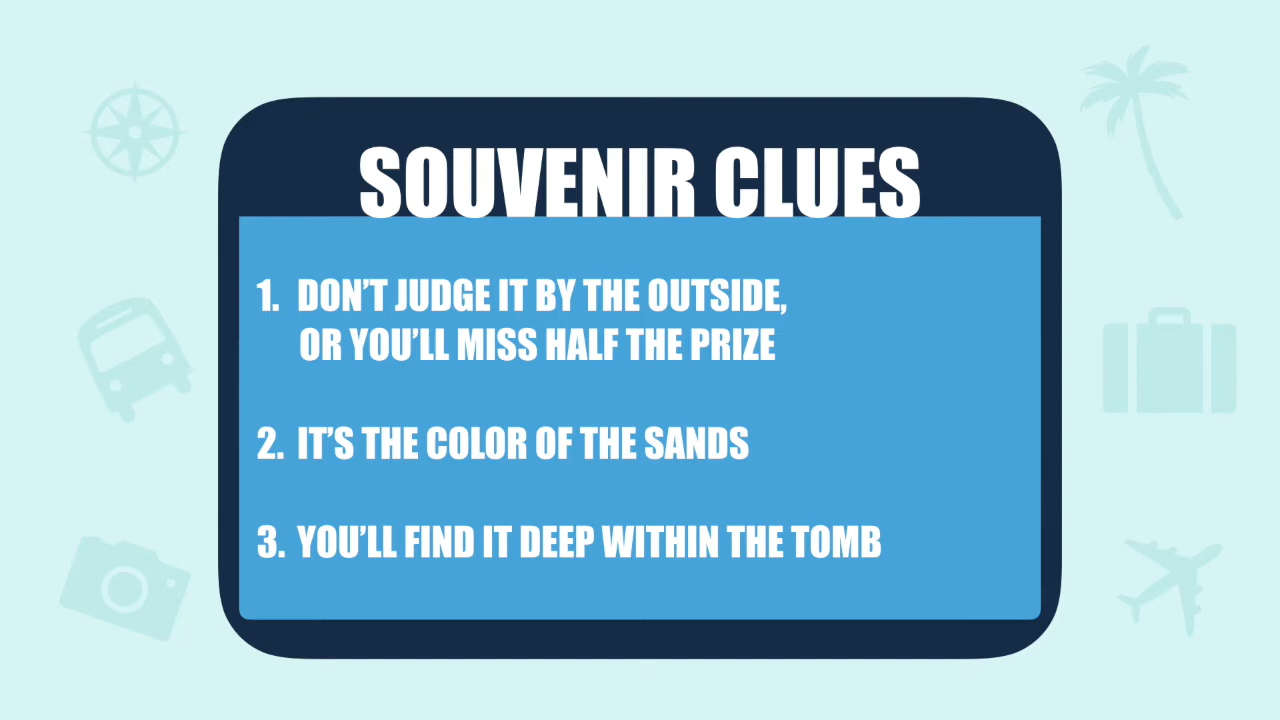 SOUVENIR CLUES
1. DON'T JUDGE IT BY THE OUTSIDE,
OR YOU'LL MISS HALF THE PRIZE
2. IT'S THE COLOR OF THE SANDS
3. YOU'LL FIND IT DEEP WITHIN THE TOMB